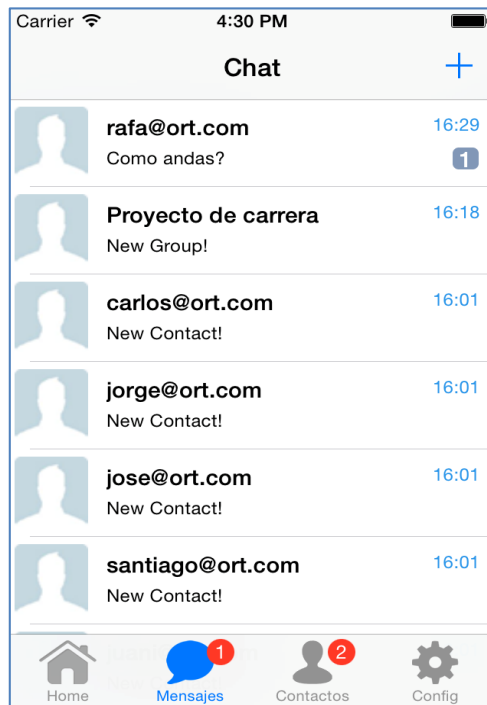 Carrier 4:30 PM
Chat +
rafa@ort.com 16:29
Como andas? 1
Proyecto de carrera 16:18
New Group!
carlos@ort.com 16:01
New Contact!
jorge@ort.com 16:01
New Contact!
jose@ort.com 16:01
New Contact!
santiago@ort.com 16:01
New Contact!
1 2
Home Mensajes Contactos Config